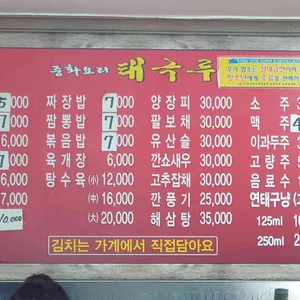 중화요리 태국루
짜장밥 7,000 양장피 30,000 소주
짬뽕밥 7,000 팔보채 30,000 맥주 4
볶음밥 7,000 유산슬 30,000 이과두주
육개장 6,000 깐쇼새우 30,000 고량주
탕수육 (小) 12,000 고추잡채 30,000 음료수
(中) 16,000 깐풍기 25,000 연태구냥
(大) 20,000 해삼탕 35,000 125ml
250ml
김치는 가게에서 직접담아요